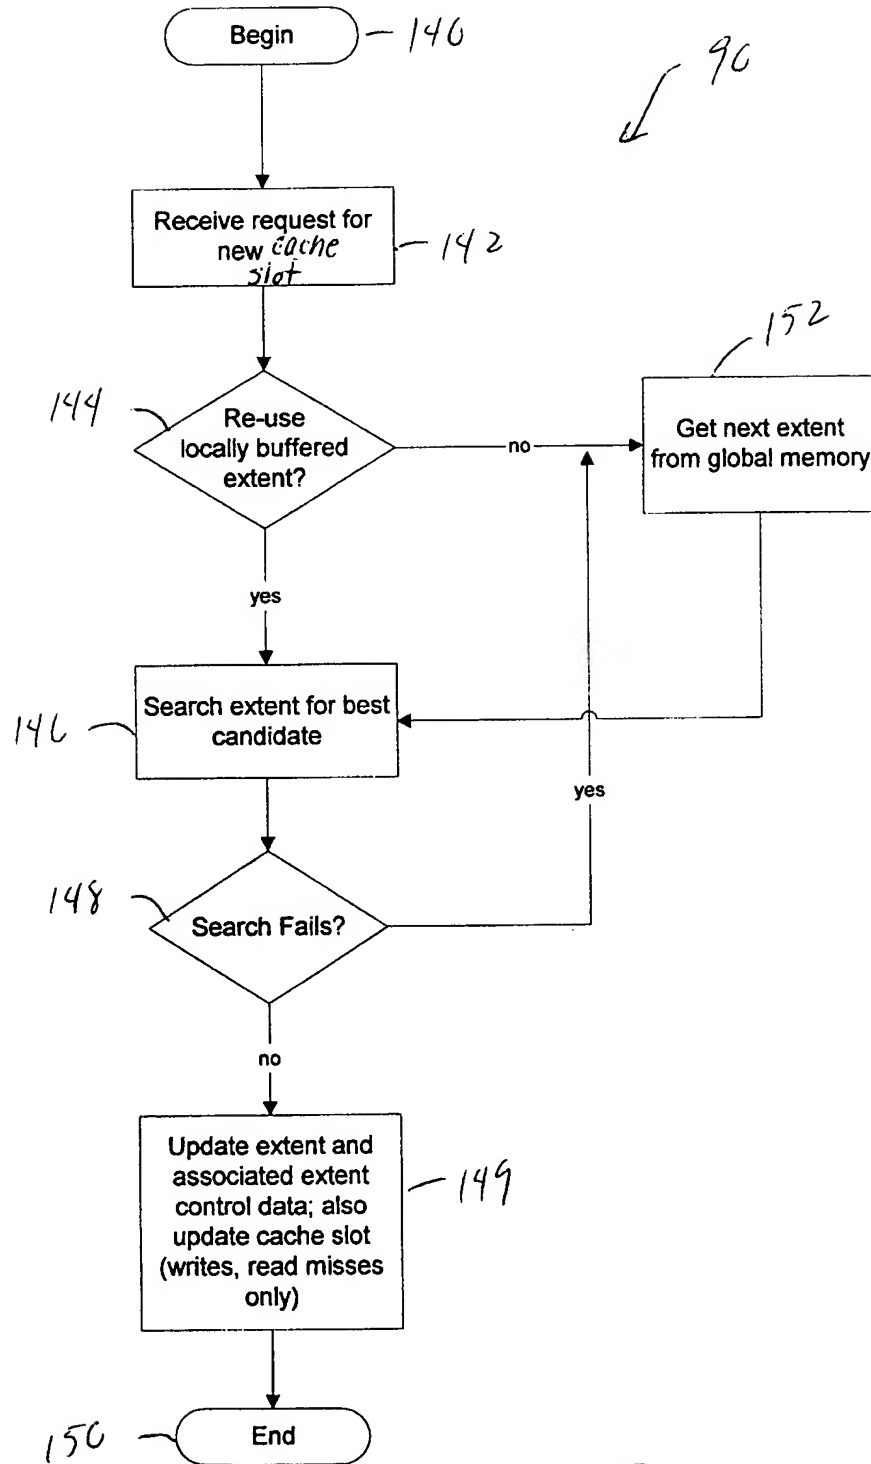 Begin
140
90
Receive request for
new cache
slot
142
152
144
Re-use
locally buffered
extent?
no
Get next extent
from global memory
yes
146
Search extent for best
candidate
yes
148
Search Fails?
no
Update extent and
associated extent
control data; also
update cache slot
(writes, read misses
only)
149
150
End